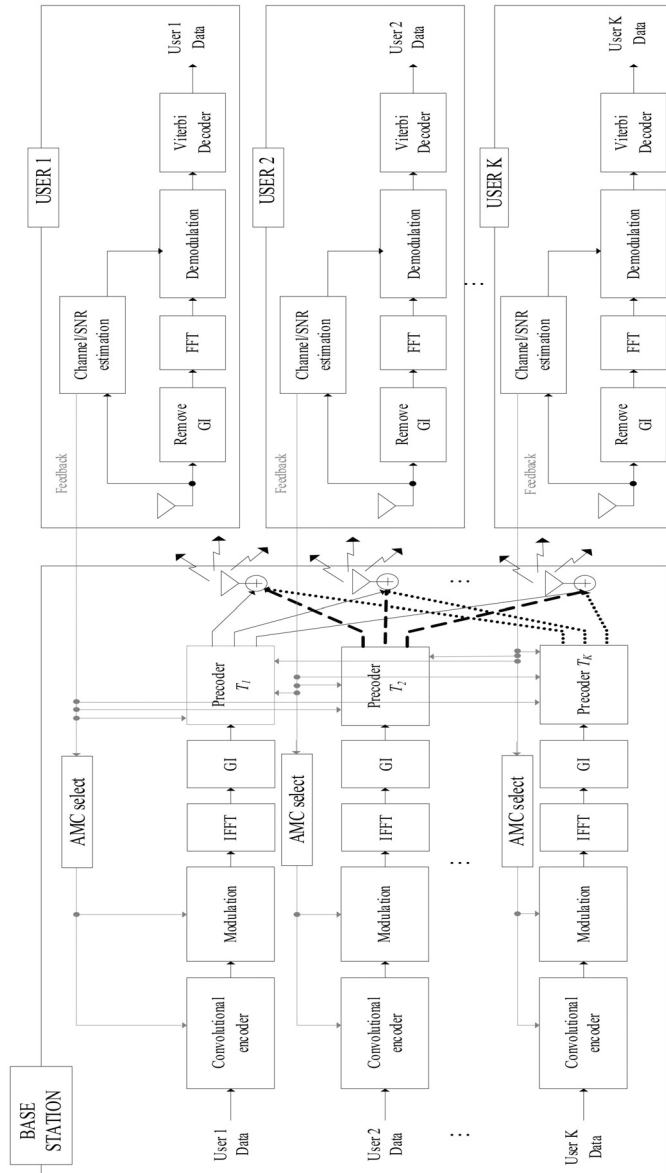 BASE
STATION
User 1
Data
Convolutional
encoder
Modulation
IFFT
GI
Precoder
T1
AMC select
Feedback
USER 1
Channel/SNR
estimation
Remove
GI
FFT
Demodulation
Viterbi
Decoder
User 1
Data
User 2
Data
Convolutional
encoder
Modulation
IFFT
GI
Precoder
T2
AMC select
Feedback
USER 2
Channel/SNR
estimation
Remove
GI
FFT
Demodulation
Viterbi
Decoder
User 2
Data
User K
Data
Convolutional
encoder
Modulation
IFFT
GI
Precoder TK
AMC select
Feedback
USER K
Channel/SNR
estimation
Remove
GI
FFT
Demodulation
Viterbi
Decoder
User K
Data